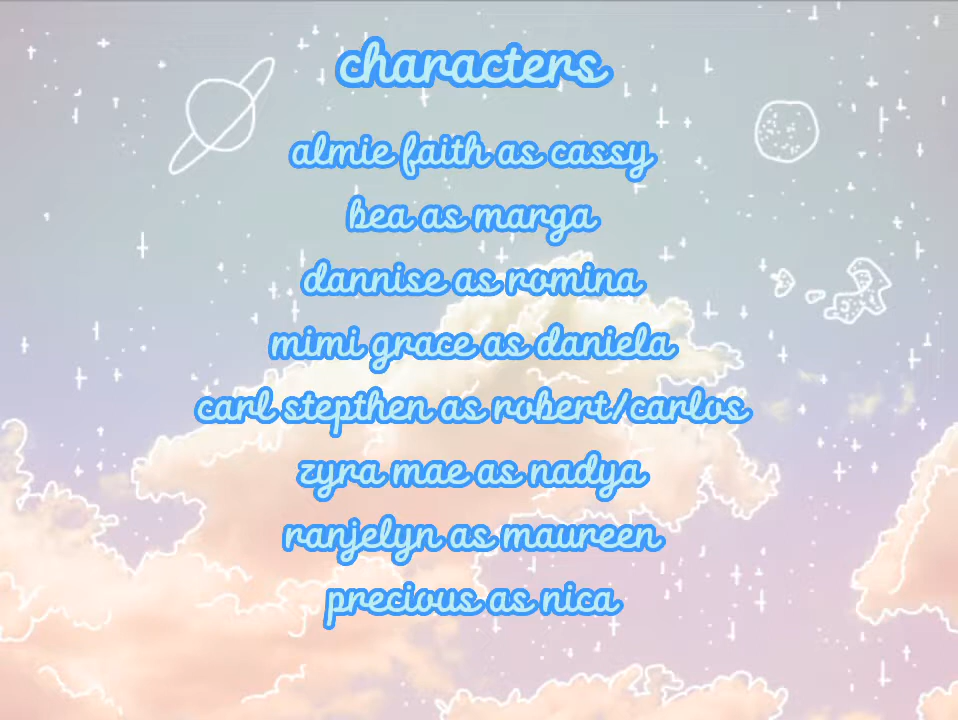 characters
almie faith as cassy
bea as marga
dannise as romina
mimi grace as daniela
carl stepthen as robert/carlos
zyra mae as nadya
ranjelyn as maureen
precious as nica